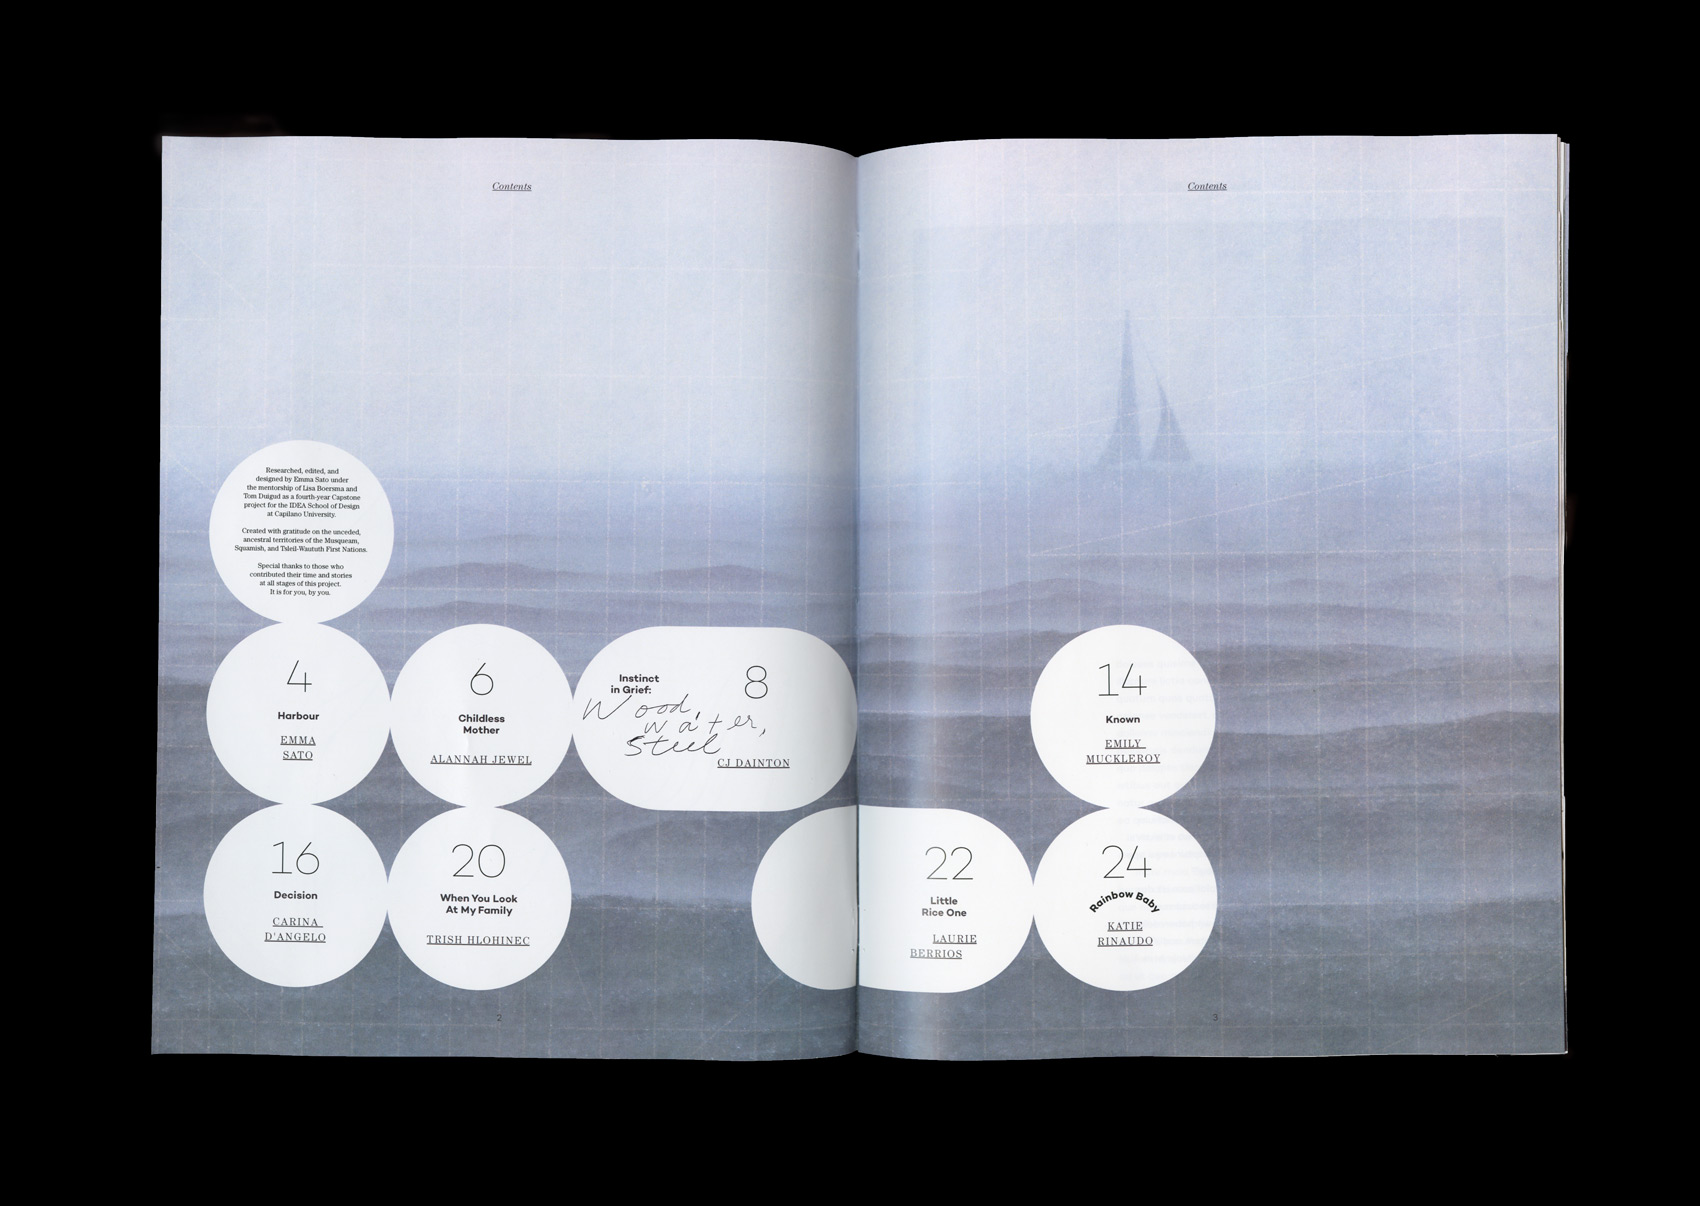 Contents
Contents
Researched, edited, and
designed by Emma Sato under
the mentorship of Lisa Boersma and
Tom Duigud as a fourth-year Capstone
project for the IDEA School of Design
at Capilano University.
Created with gratitude on the unceded,
ancestral territories of the Musqueam,
Squamish, and Tsleil-Waututh First Nations.
Special thanks to those who
contributed their time and stories
at all stages of this project.
It is for you, by you.
4
Harbour
EMMA
SATO
6
Childless
Mother
ALANNAH JEWEL
8
Instinct
in Grief:
Wood,
water,
Steel
CJ DAINTON
14
Known
EMILY
MUCKLEROY
16
Decision
CARINA
D'ANGELO
20
When You Look
At My Family
TRISH HLOHINEC
22
Little
Rice One
LAURIE
BERRIOS
24
Rainbow Baby
KATIE
RINAUDO
2
3